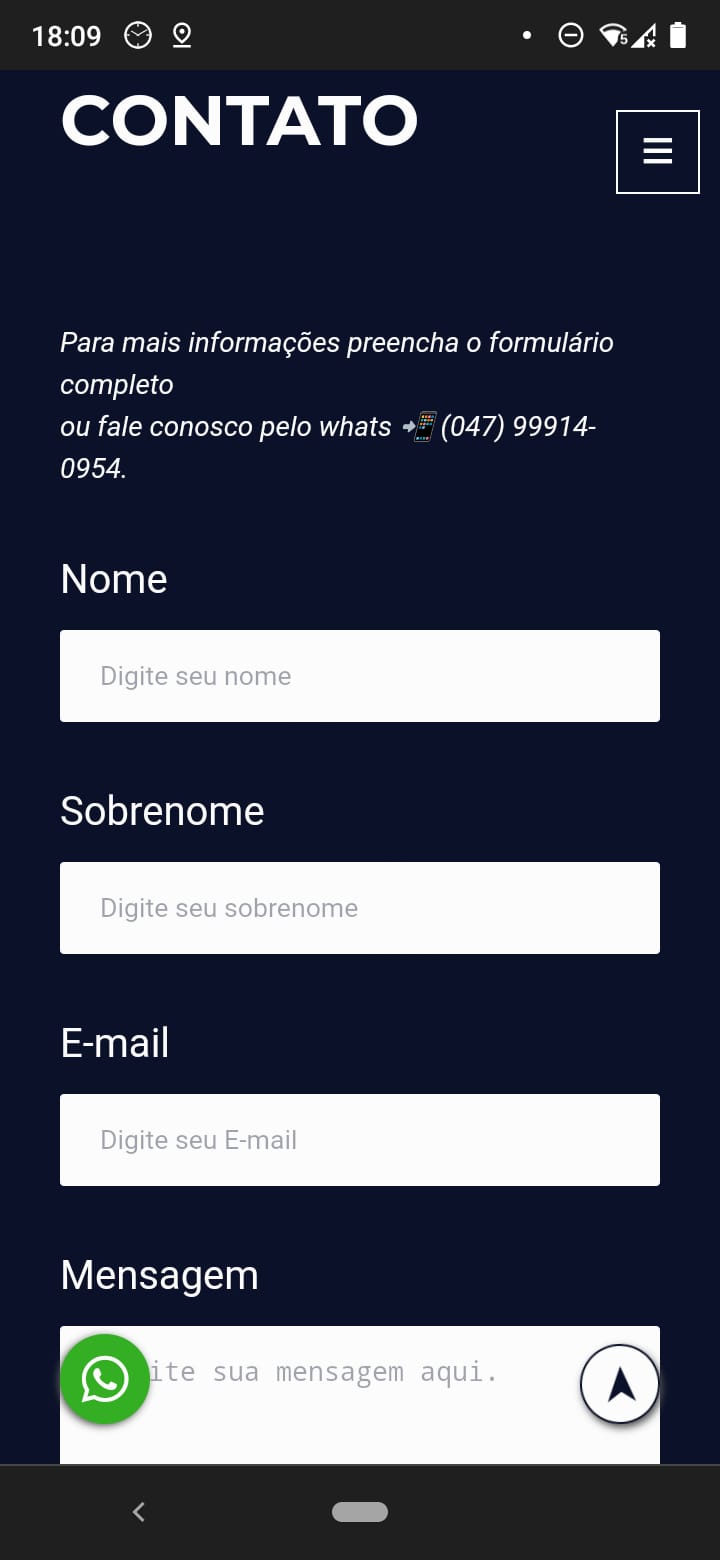 18:09
5
CONTATO
Para mais informações preencha o formulário
completo
ou fale conosco pelo whats 📲(047) 99914-
0954.
Nome
Digite seu nome
Sobrenome
Digite seu sobrenome
E-mail
Digite seu E-mail
Mensagem
ite sua mensagem aqui.